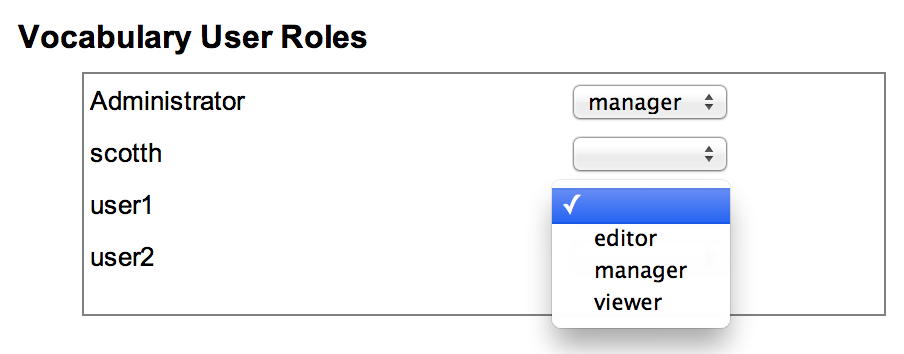 Vocabulary User Roles
Administrator manager
scotth
user1
editor
user2
manager
viewer